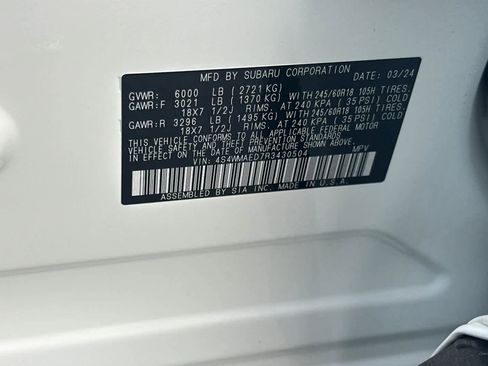 MFD BY SUBARU CORPORATION DATE: 03/24
GVWR: 6000 LB (2721 KG)
GAWR:F 3021 LB (1370 KG) WITH 245/60R18 105H TIRES.
18X7 1/2J RIMS. AT 240 KPA (35 PSI) COLD
GAWR:R 3296 LB (1495 KG) WITH 245/60R18 105H TIRES.
18X7 1/2J RIMS. AT 240 KPA (35 PSI) COLD
THIS VEHICLE CONFORMS TO ALL APPLICABLE FEDERAL MOTOR
VEHICLE SAFETY AND THEFT PREVENTION STANDARDS IN EFFECT ON THE
DATE OF MANUFACTURE SHOWN ABOVE.
VIN: 4S4WMAED7R3430504 MPV
ASSEMBLED BY SIA INC. MADE IN U.S.A.